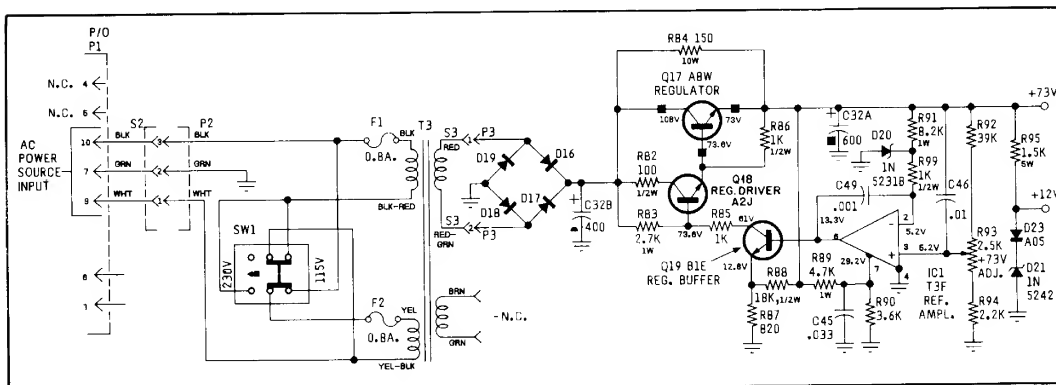 P/O
P1
N.C. 4
N.C. 5
S2
P2
10
BLK
3
BLK
AC
POWER
SOURCE
INPUT
7
GRN
2
GRN
9
WHT
1
WHT
SW1
230V
115V
F1
0.8A.
BLK
BLK-RED
F2
0.8A.
YEL
YEL-BLK
T3
S3
P3
RED
S3
P3
2
RED-
GRN
BRN
GRN
-N.C.
D19
D16
D18
D17
+
C32B
400
R84 150
10W
Q17 A8W
REGULATOR
108V
73V
73.6V
R86
1K
1/2W
R82
100
1/2W
Q18
REG.DRIVER
A2J
R83
2.7K
1W
73.6V
R85
1K
61V
12.8V
Q19 B1E
REG. BUFFER
R88
18K,1/2W
R87
820
R89
4.7K
1W
C45
.033
R90
3.6K
13.3V
6
C49
.001
29.2V
7
2
5.2V
3
5.2V
4
IC1
T3F
REF.
AMPL.
+
C32A
600
D20
1N
5231B
R91
8.2K
1W
R99
1K
1/2W
C46
.01
R92
39K
R93
2.5K
+73V
ADJ.
R94
2.2K
+73V
R95
1.5K
5W
+12V
D23
A05
D21
1N
5242